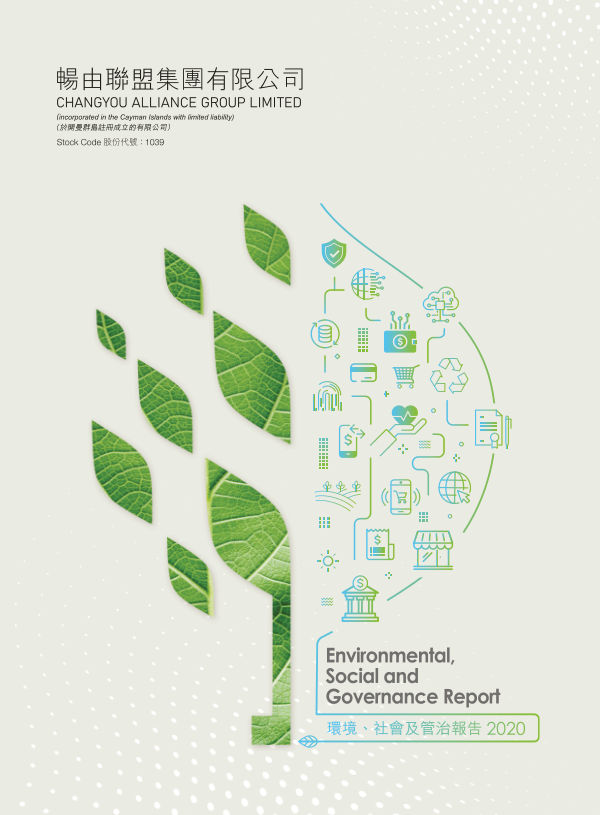 暢由聯盟集團有限公司
CHANGYOU ALLIANCE GROUP LIMITED
(incorporated in the Cayman Islands with limited liability)
(於開曼群島註冊成立的有限公司)
Stock Code 股份代號：1039
Environmental,
Social and
Governance Report
環境、社會及管治報告 2020